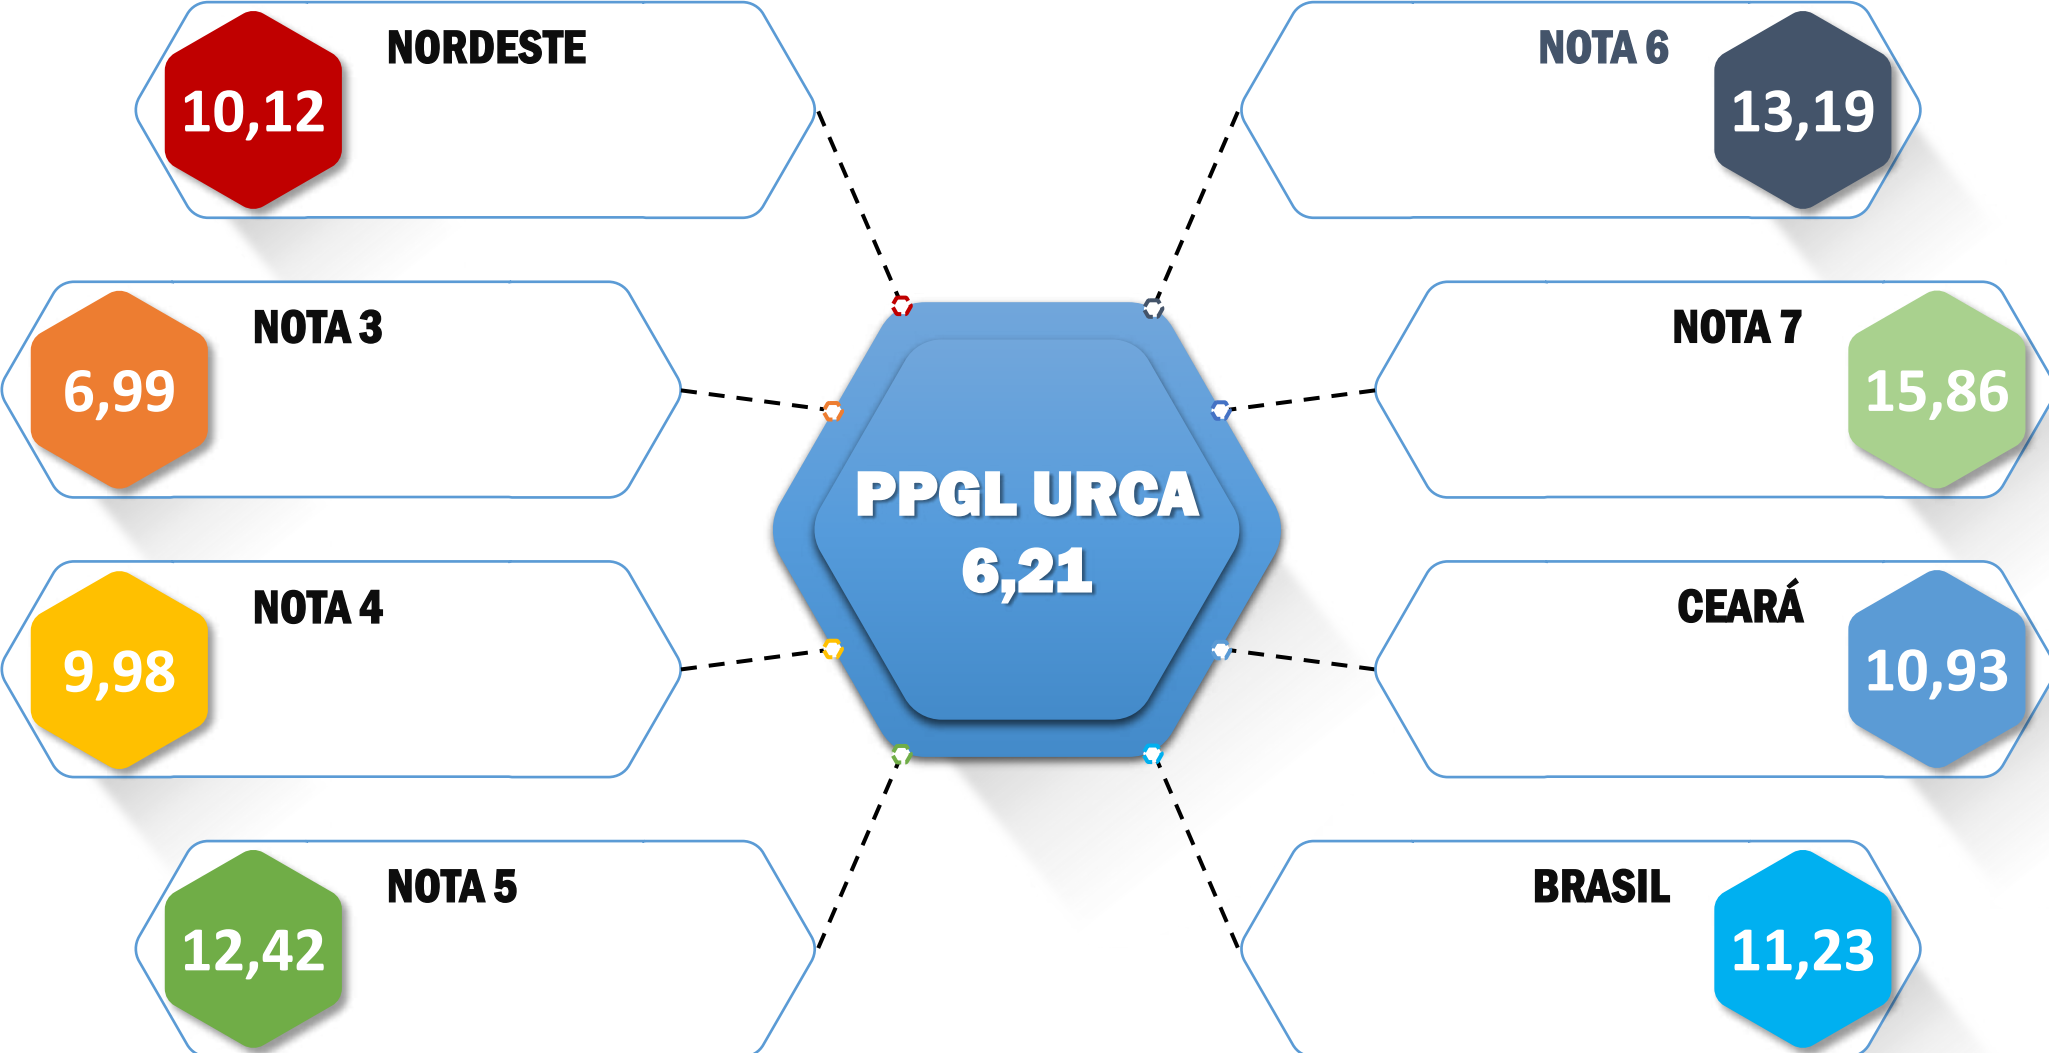 NORDESTE
10,12
NOTA 3
6,99
NOTA 4
9,98
NOTA 5
12,42
PPGL URCA
6,21
NOTA 6
13,19
NOTA 7
15,86
CEARÁ
10,93
BRASIL
11,23